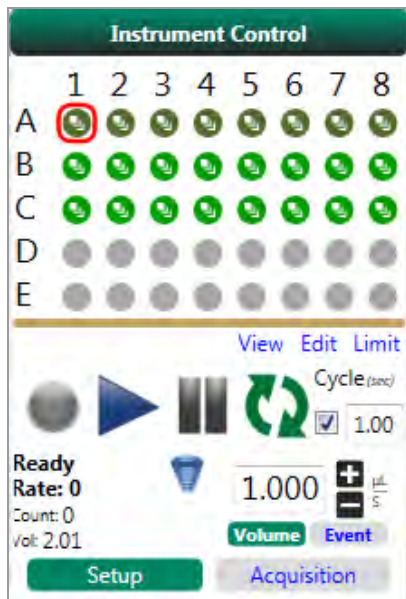 Instrument Control
1 2 3 4 5 6 7 8
A
B
C
D
E
View Edit Limit
Cycle (sec)
1.00
Ready
Rate: 0
Count: 0
Vol: 2.01
1.000 µL/S
Volume Event
Setup Acquisition